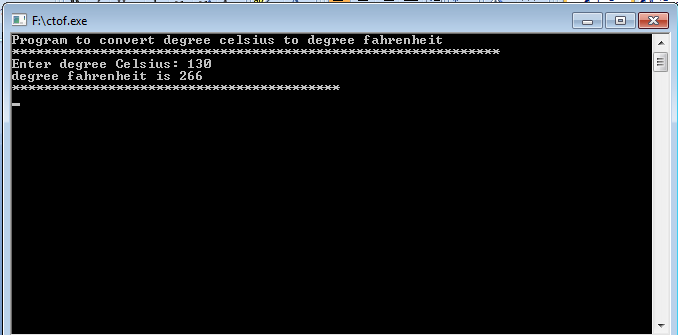 F:\ctof.exe
Program to convert degree celsius to degree fahrenheit
*************************************************************
Enter degree Celsius: 130
degree fahrenheit is 266
*****************************************